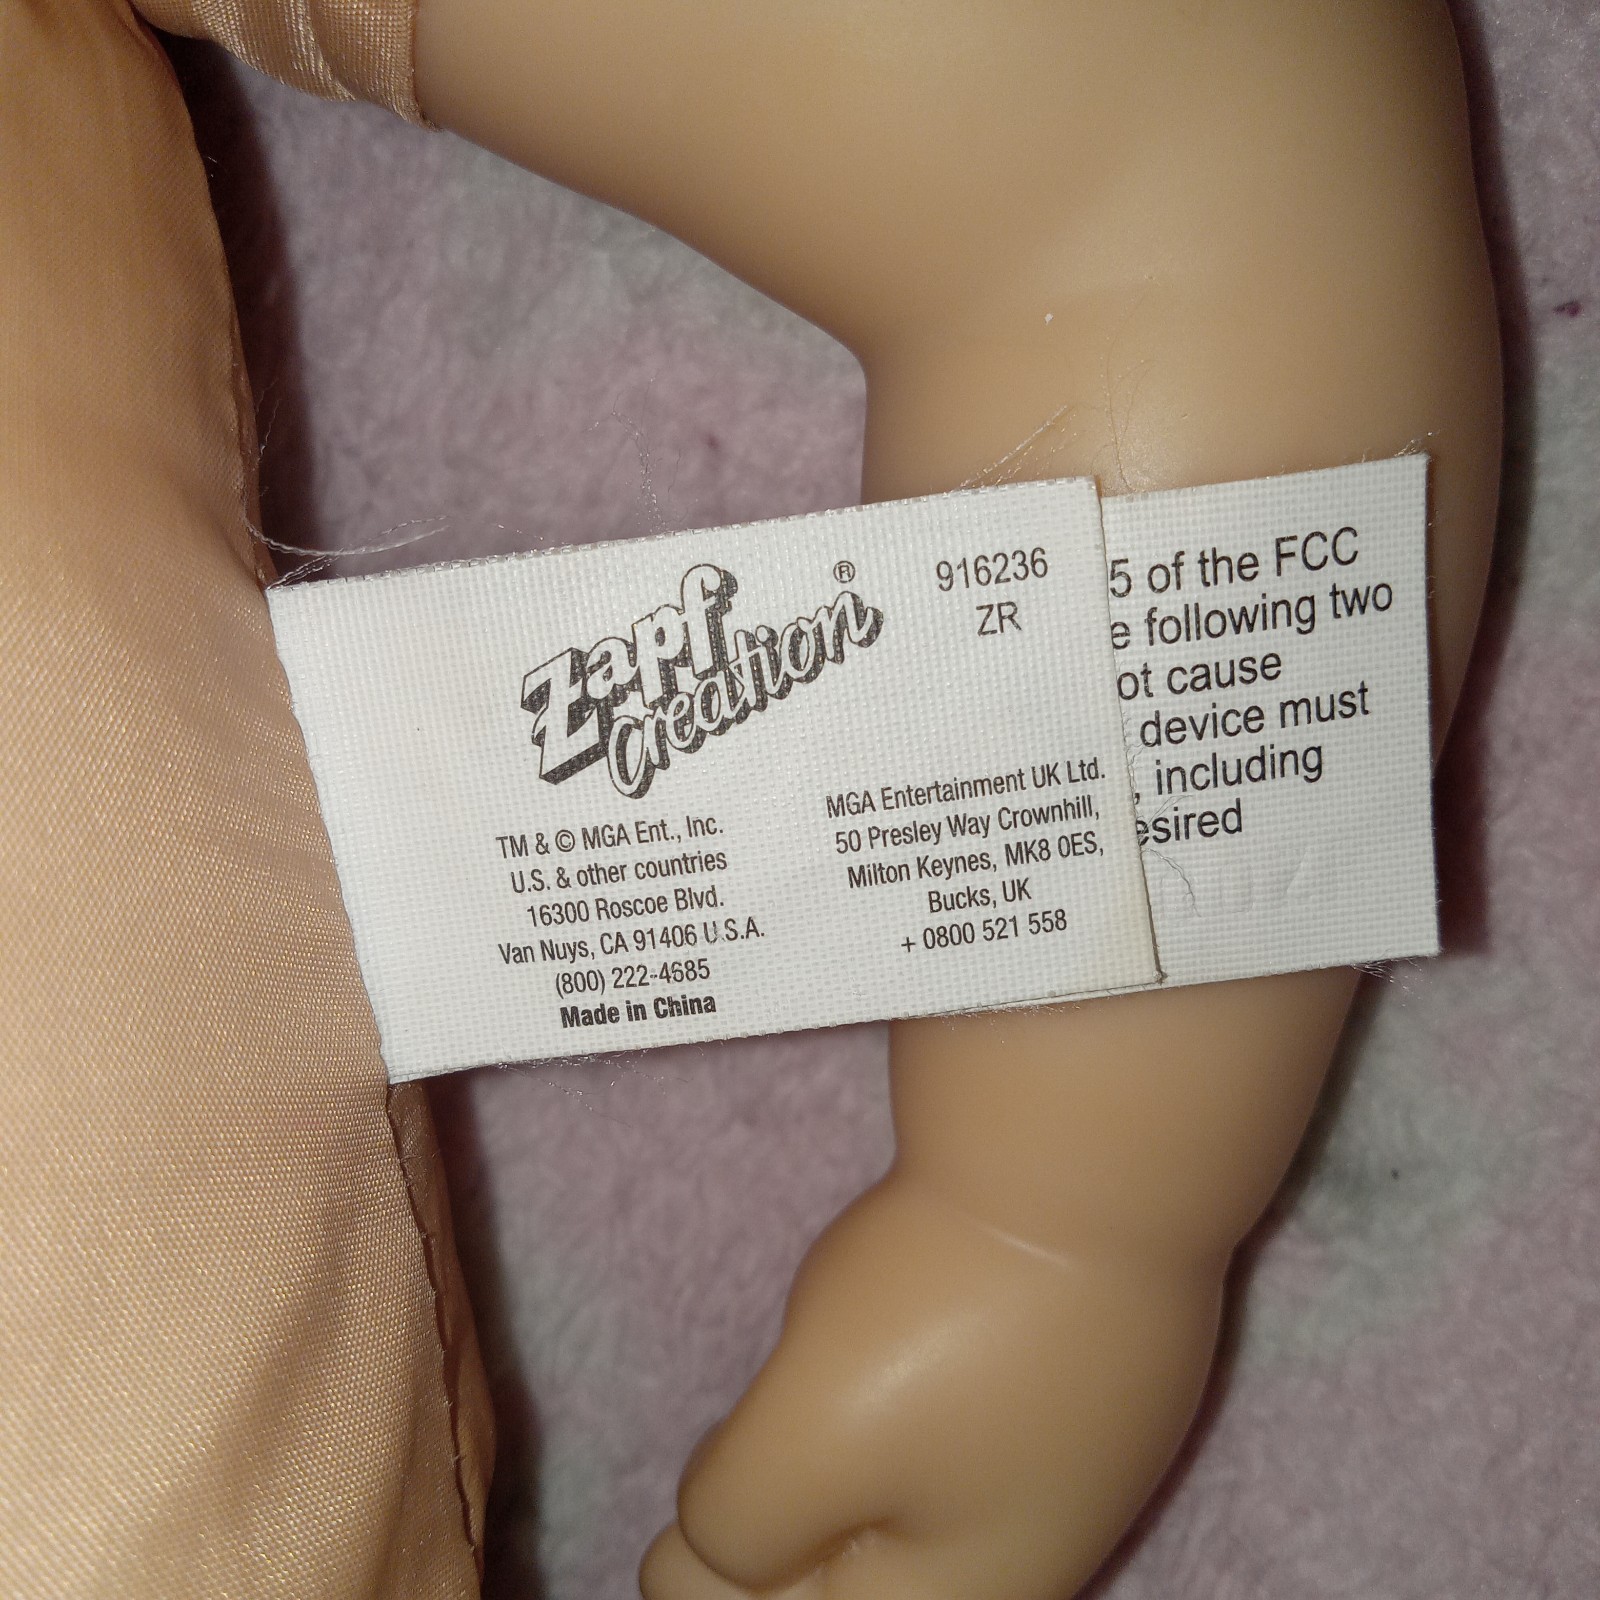 Zapf
Creation®
916236
ZR
TM & © MGA Ent., Inc.
U.S. & other countries
16300 Roscoe Blvd.
Van Nuys, CA 91406 U.S.A.
(800) 222-4685
Made in China
MGA Entertainment UK Ltd.
50 Presley Way Crownhill,
Milton Keynes, MK8 0ES,
Bucks, UK
+ 0800 521 558
5 of the FCC
e following two
ot cause
device must
, including
esired